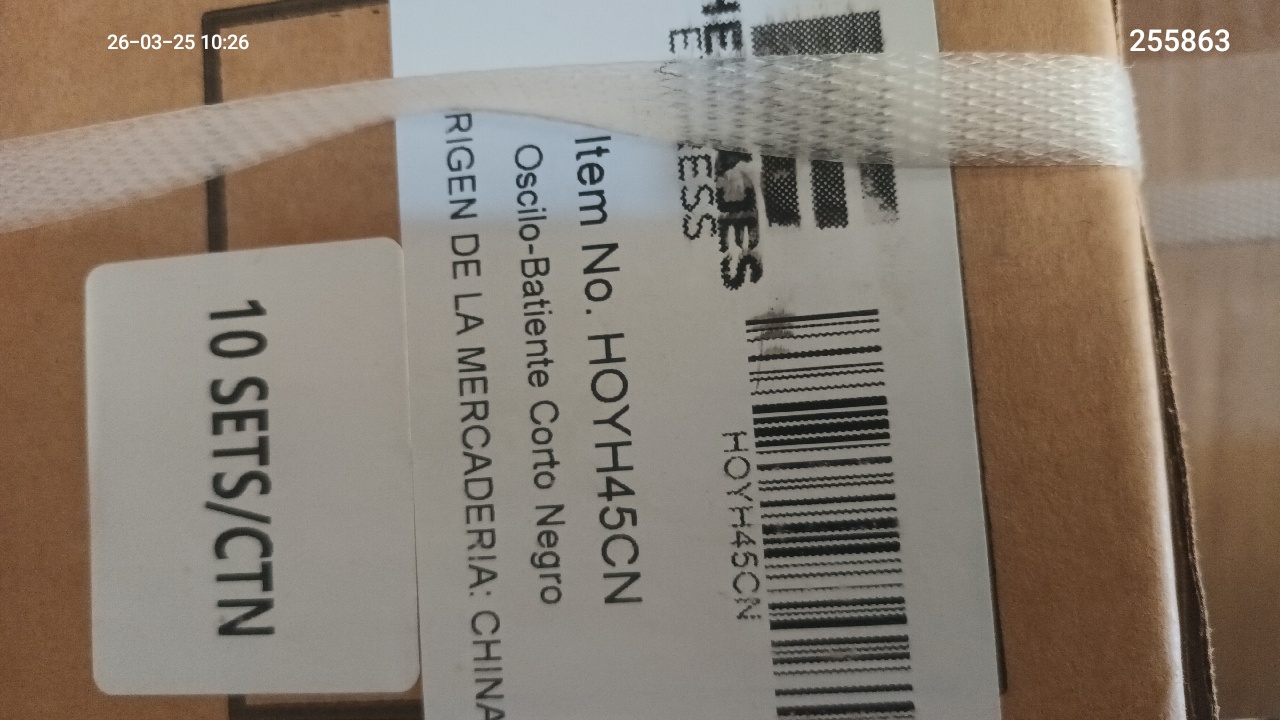 26-03-25 10:26
255863
HOYH45CN
Item No. HOYH45CN
Oscilo-Batiente Corto Negro
RIGEN DE LA MERCADERIA: CHINA
10 SETS/CTN